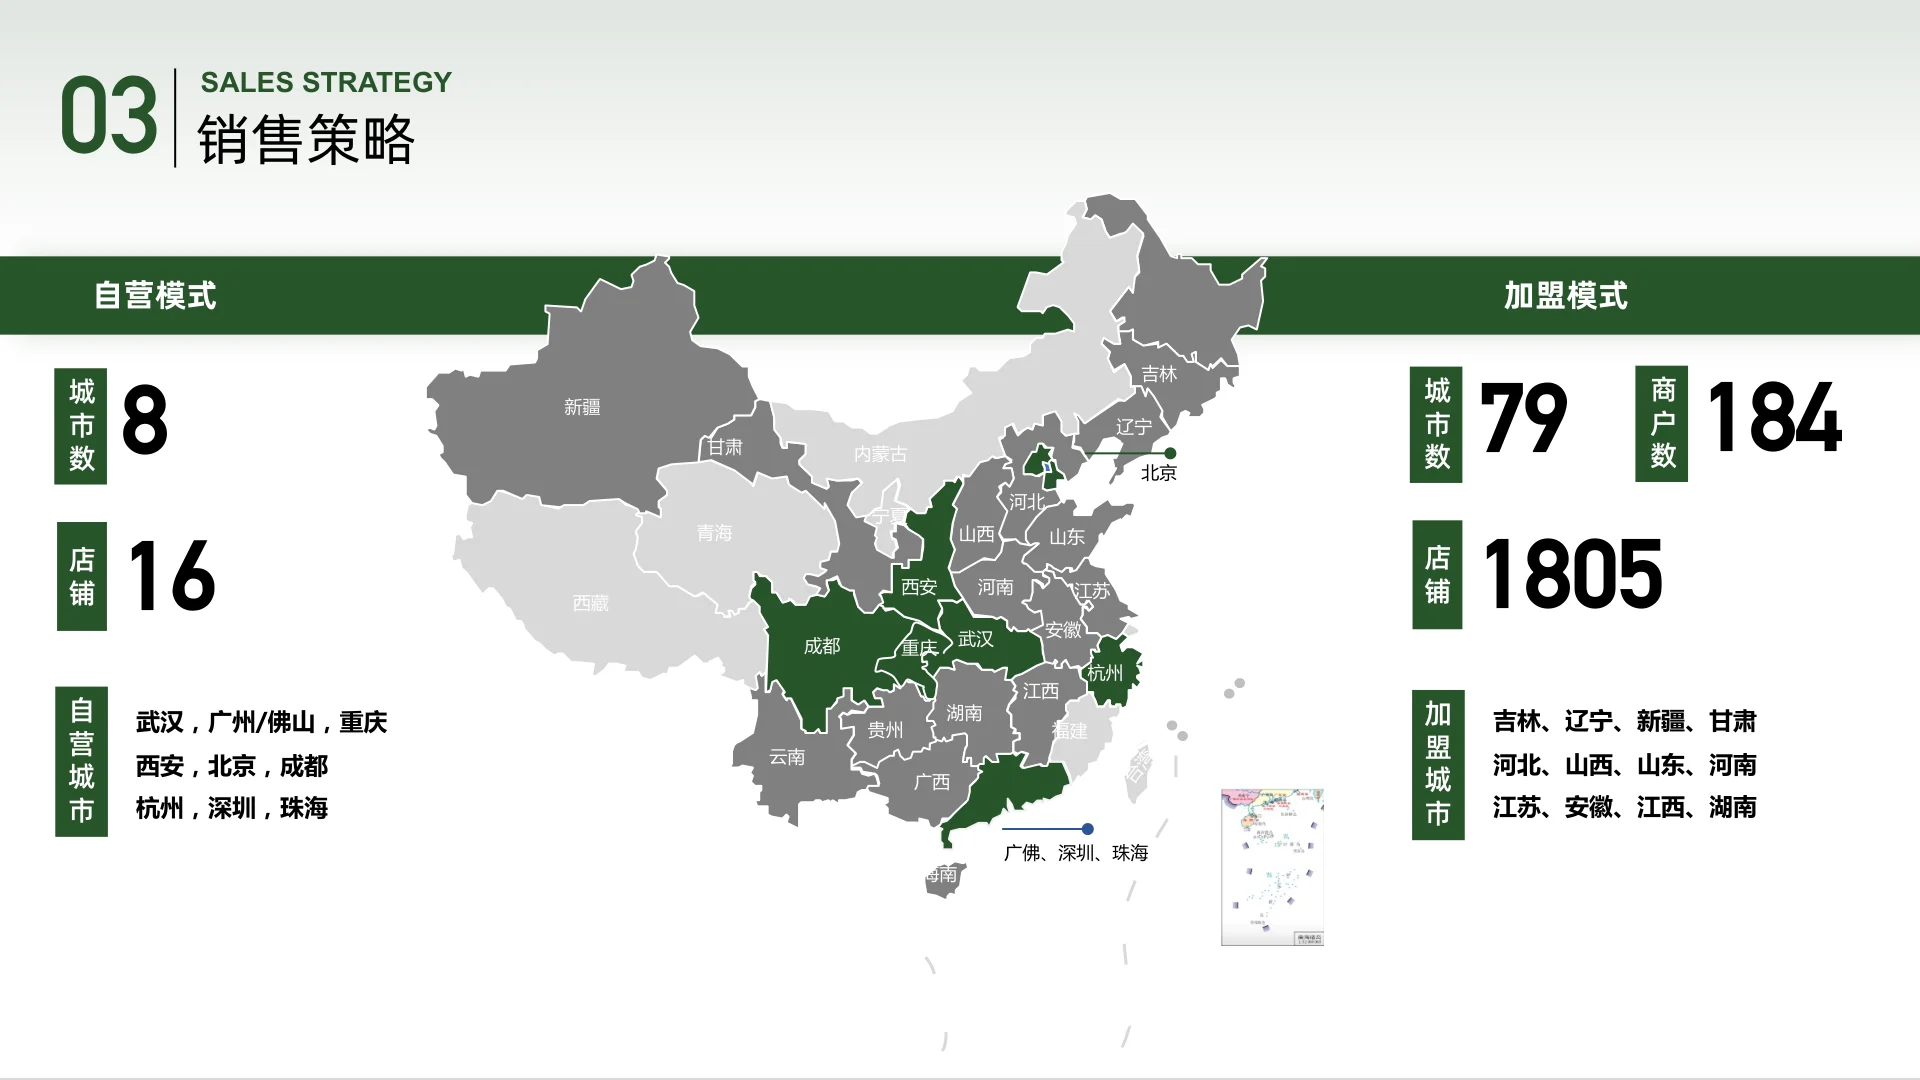 03
SALES STRATEGY
销售策略
自营模式
加盟模式
城市数
8
店铺
16
自营城市
武汉，广州/佛山，重庆
西安，北京，成都
杭州，深圳，珠海
新疆
甘肃
内蒙古
吉林
辽宁
北京
宁夏
青海
西藏
河北
山西
山东
西安
河南
江苏
安徽
成都
重庆
武汉
杭州
江西
湖南
贵州
福建
云南
广西
台湾
广佛、深圳、珠海
海南
南海诸岛
城市数
79
商户数
184
店铺
1805
加盟城市
吉林、辽宁、新疆、甘肃
河北、山西、山东、河南
江苏、安徽、江西、湖南